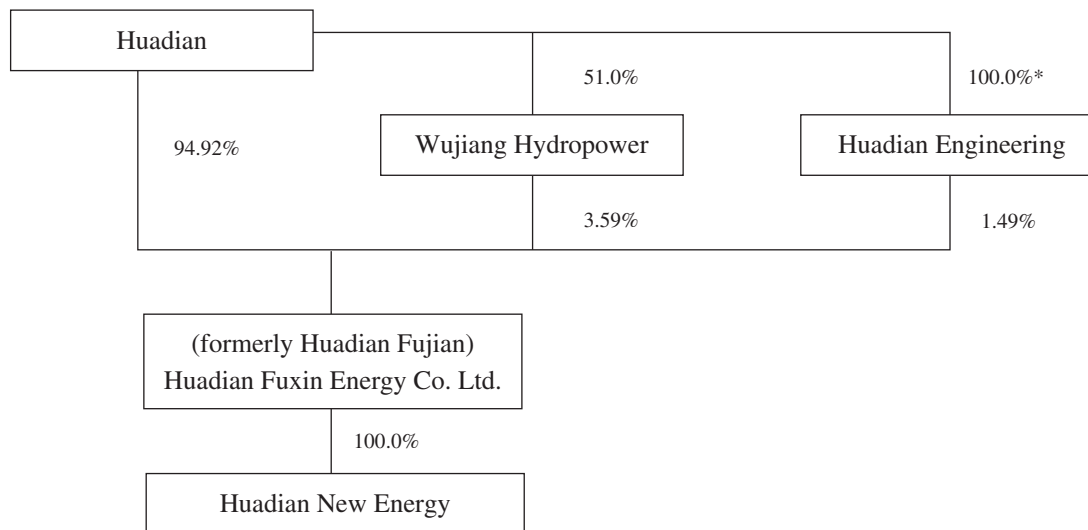 Huadian
51.0%
100.0%*
94.92%
Wujiang Hydropower
Huadian Engineering
3.59%
1.49%
(formerly Huadian Fujian)
Huadian Fuxin Energy Co. Ltd.
100.0%
Huadian New Energy